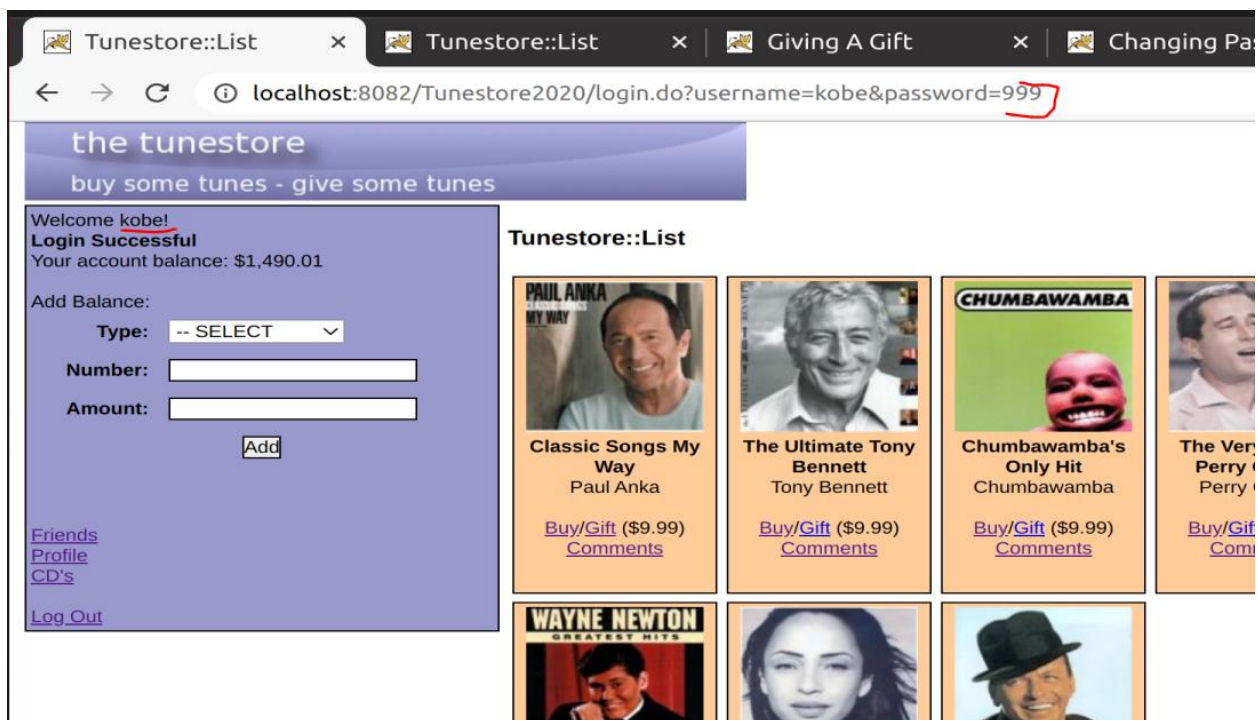 Tunestore::List
Tunestore::List
Giving A Gift
Changing Pas
localhost:8082/Tunestore2020/login.do?username=kobe&password=999
the tunestore
buy some tunes - give some tunes
Welcome kobe!
Login Successful
Your account balance: $1,490.01
Add Balance:
Type: -- SELECT
Number:
Amount:
Add
Friends
Profile
CD's
Log Out
Tunestore::List
PAUL ANKA
CLASSIC SONGS
MY WAY
Classic Songs My
Way
Paul Anka
Buy/Gift ($9.99)
Comments
The Ultimate Tony
Bennett
Tony Bennett
Buy/Gift ($9.99)
Comments
CHUMBAWAMBA
Chumbawamba's
Only Hit
Chumbawamba
Buy/Gift ($9.99)
Comments
The Very
Perry
Perry
Buy/Gif
Com
WAYNE NEWTON
GREATEST HITS